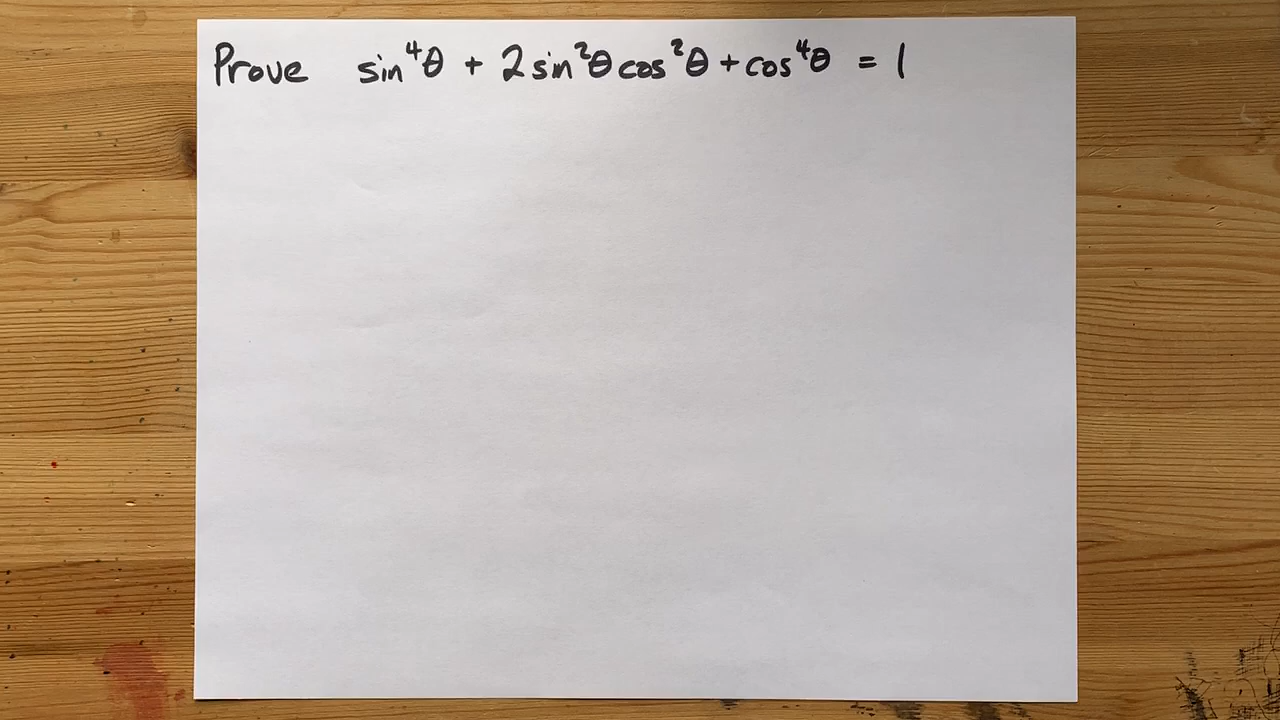 Prove sin⁴θ + 2sin²θcos²θ + cos⁴θ = 1